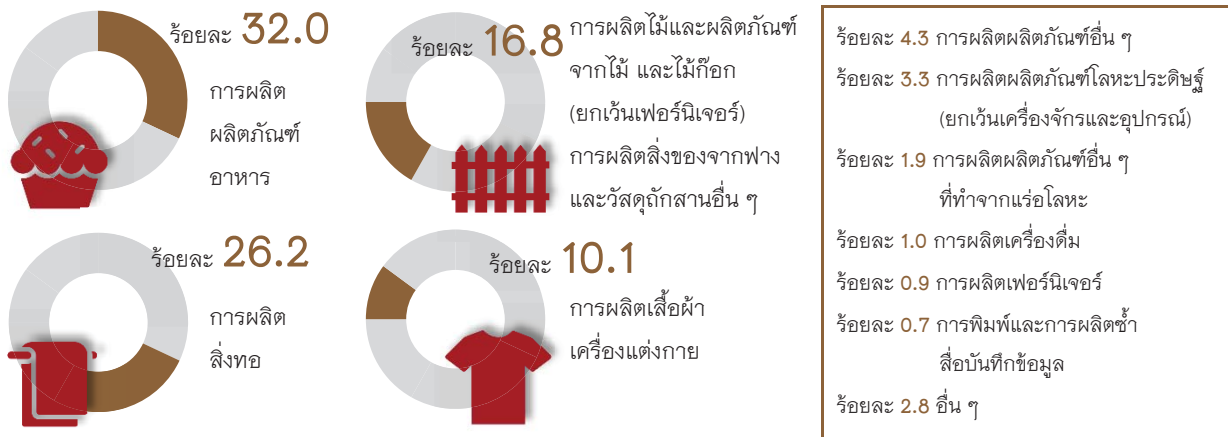 ร้อยละ 32.0
การผลิต
ผลิตภัณฑ์
อาหาร
ร้อยละ 16.8
การผลิตไม้และผลิตภัณฑ์
จากไม้ และไม้ก๊อก
(ยกเว้นเฟอร์นิเจอร์)
การผลิตสิ่งของจากฟาง
และวัสดุถักสานอื่น ๆ
ร้อยละ 26.2
การผลิต
สิ่งทอ
ร้อยละ 10.1
การผลิตเสื้อผ้า
เครื่องแต่งกาย
ร้อยละ 4.3 การผลิตผลิตภัณฑ์อื่น ๆ
ร้อยละ 3.3 การผลิตผลิตภัณฑ์โลหะประดิษฐ์
(ยกเว้นเครื่องจักรและอุปกรณ์)
ร้อยละ 1.9 การผลิตผลิตภัณฑ์อื่น ๆ
ที่ทำจากแร่อโลหะ
ร้อยละ 1.0 การผลิตเครื่องดื่ม
ร้อยละ 0.9 การผลิตเฟอร์นิเจอร์
ร้อยละ 0.7 การพิมพ์และการผลิตซ้ำ
สื่อบันทึกข้อมูล
ร้อยละ 2.8 อื่น ๆ